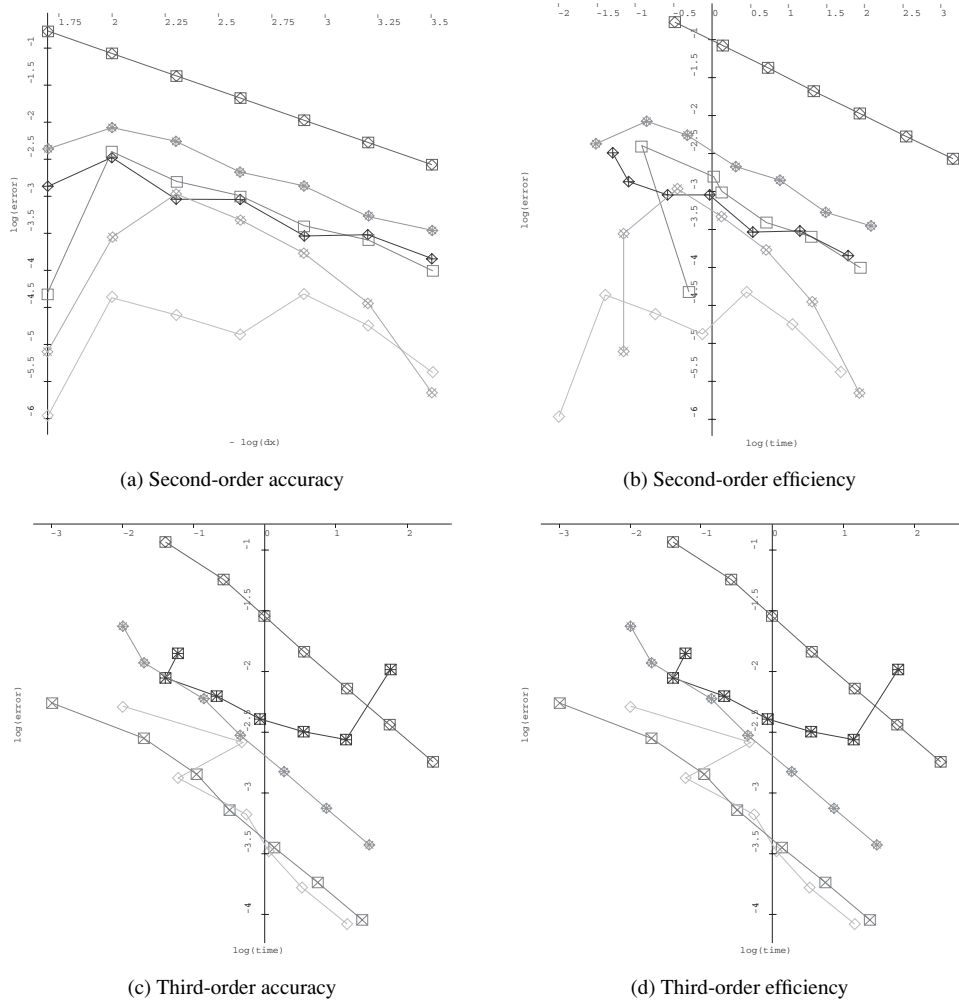 1.75 2 2.25 2.5 2.75 3 3.25 3.5
-1
-1.5
-2
-2.5
-3
-3.5
-4
-4.5
-5
-5.5
-6
log(error)
- log(dx)
(a) Second-order accuracy
-2 -1.5 -1 -0.5 0 0.5 1 1.5 2 2.5 3
-1
-1.5
-2
-2.5
-3
-3.5
-4
-4.5
-5
-5.5
-6
log(error)
log(time)
(b) Second-order efficiency
-3 -2 -1 0 1 2
-1
-1.5
-2
-2.5
-3
-3.5
-4
log(error)
log(time)
(c) Third-order accuracy
-3 -2 -1 0 1 2
-1
-1.5
-2
-2.5
-3
-3.5
-4
log(error)
log(time)
(d) Third-order efficiency